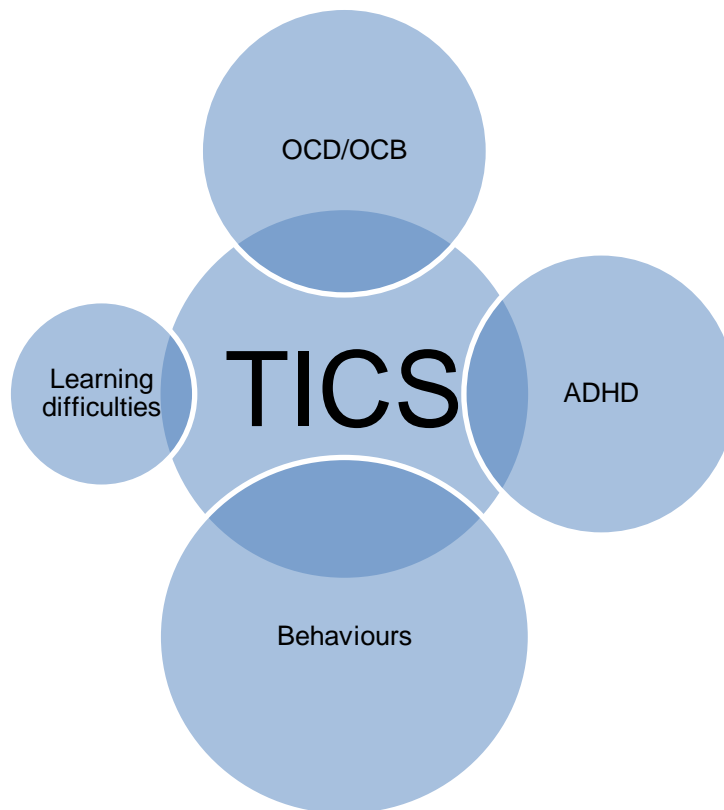 OCD/OCB
Learning
difficulties
TICS
ADHD
Behaviours